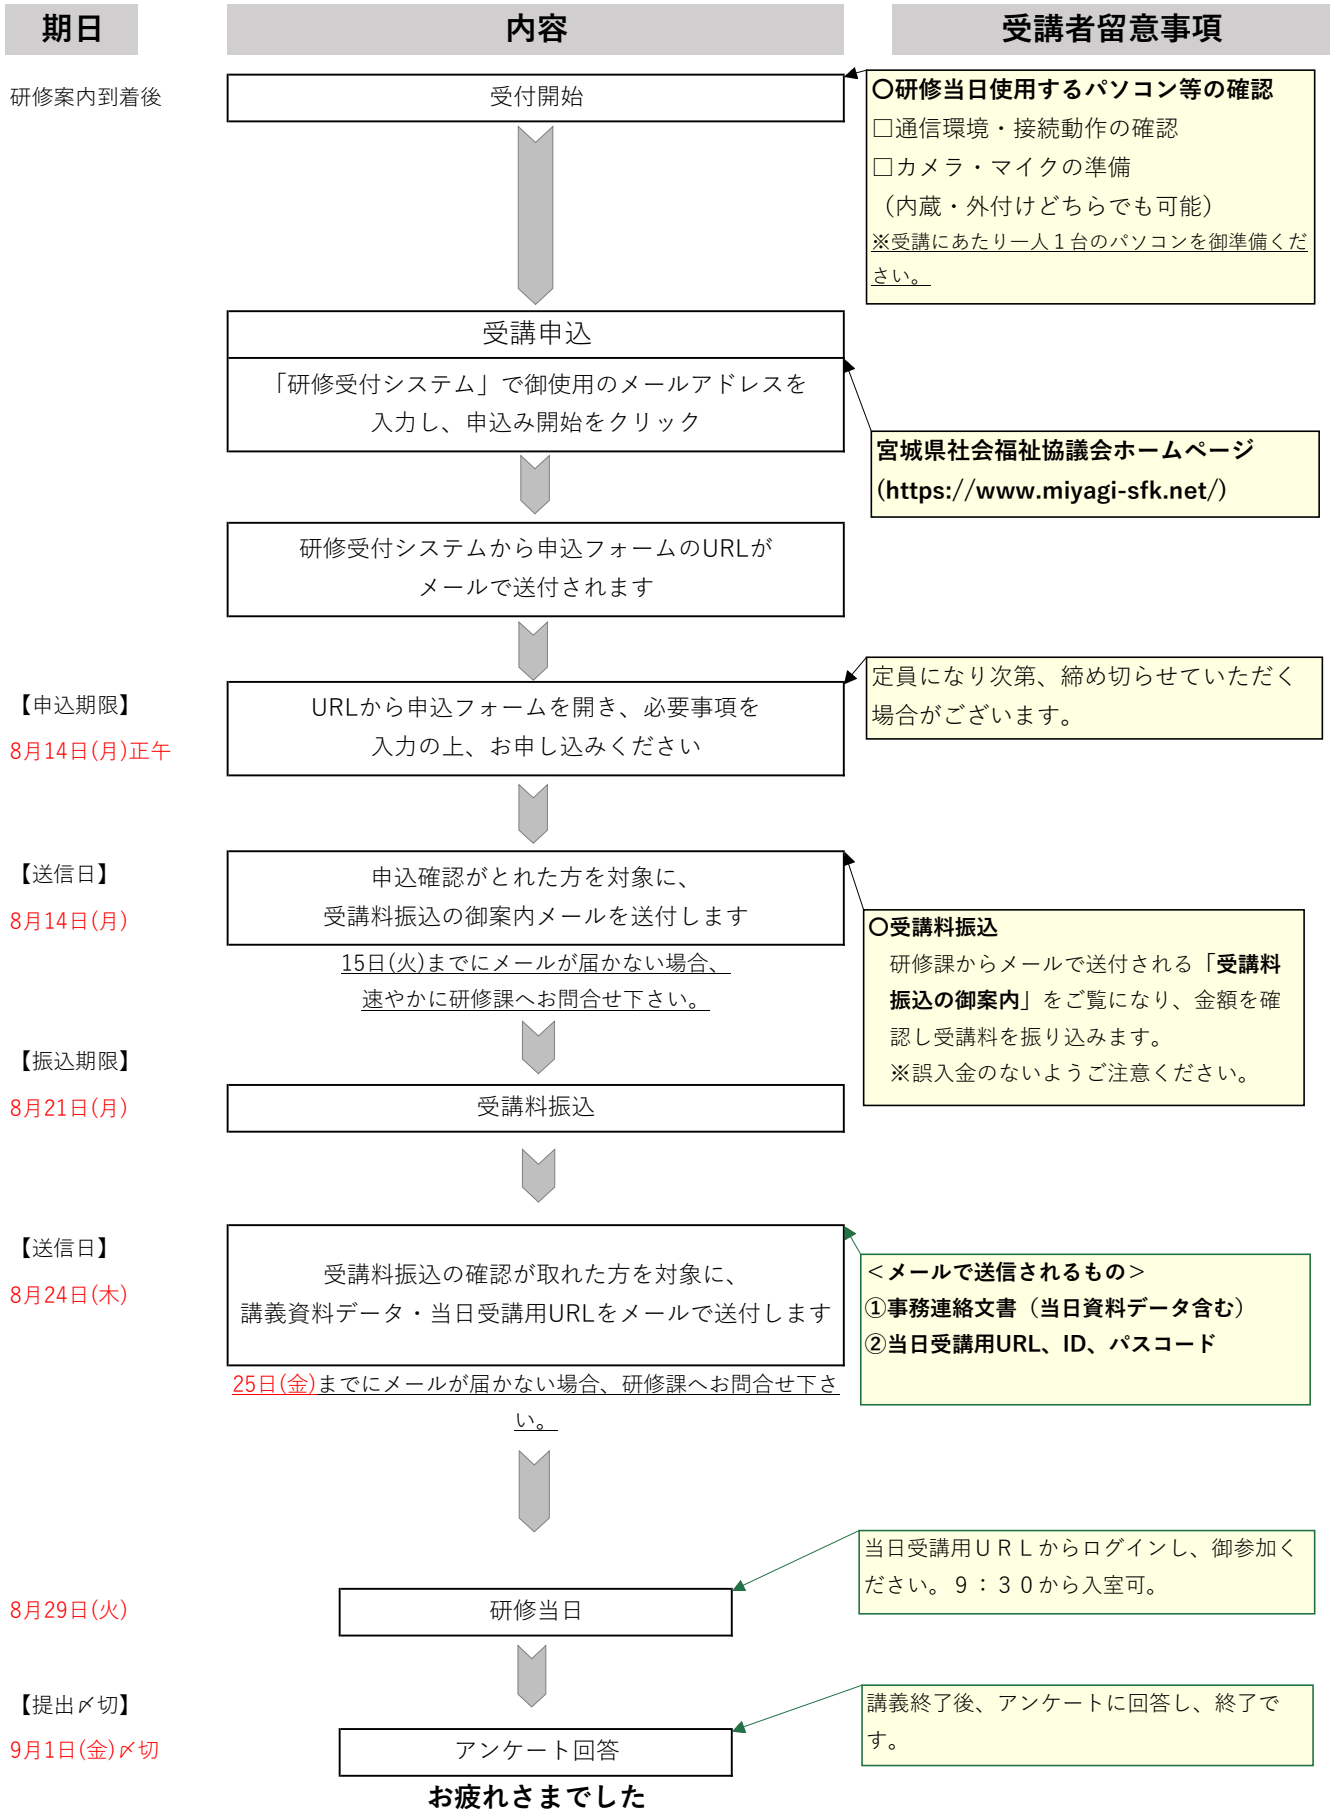 期日
内容
受講者留意事項
研修案内到着後
受付開始
〇研修当日使用するパソコン等の確認
□通信環境・接続動作の確認
□カメラ・マイクの準備
（内蔵・外付けどちらでも可能）
※受講にあたり一人１台のパソコンを御準備くだ
さい。
受講申込
「研修受付システム」で御使用のメールアドレスを
入力し、申込み開始をクリック
宮城県社会福祉協議会ホームページ
(https://www.miyagi-sfk.net/)
研修受付システムから申込フォームのURLが
メールで送付されます
【申込期限】
8月14日(月)正午
URLから申込フォームを開き、必要事項を
入力の上、お申し込みください
定員になり次第、締め切らせていただく
場合がございます。
【送信日】
8月14日(月)
申込確認がとれた方を対象に、
受講料振込の御案内メールを送付します
15日(火)までにメールが届かない場合、
速やかに研修課へお問合せ下さい。
〇受講料振込
研修課からメールで送付される「受講料
振込の御案内」をご覧になり、金額を確
認し受講料を振り込みます。
※誤入金のないようご注意ください。
【振込期限】
8月21日(月)
受講料振込
【送信日】
8月24日(木)
受講料振込の確認が取れた方を対象に、
講義資料データ・当日受講用URLをメールで送付します
25日(金)までにメールが届かない場合、研修課へお問合せ下さ
い。
＜メールで送信されるもの＞
①事務連絡文書（当日資料データ含む）
②当日受講用URL、ID、パスコード
8月29日(火)
研修当日
当日受講用ＵＲＬからログインし、御参加く
ださい。９：３０から入室可。
【提出〆切】
9月1日(金)〆切
アンケート回答
講義終了後、アンケートに回答し、終了で
す。
お疲れさまでした